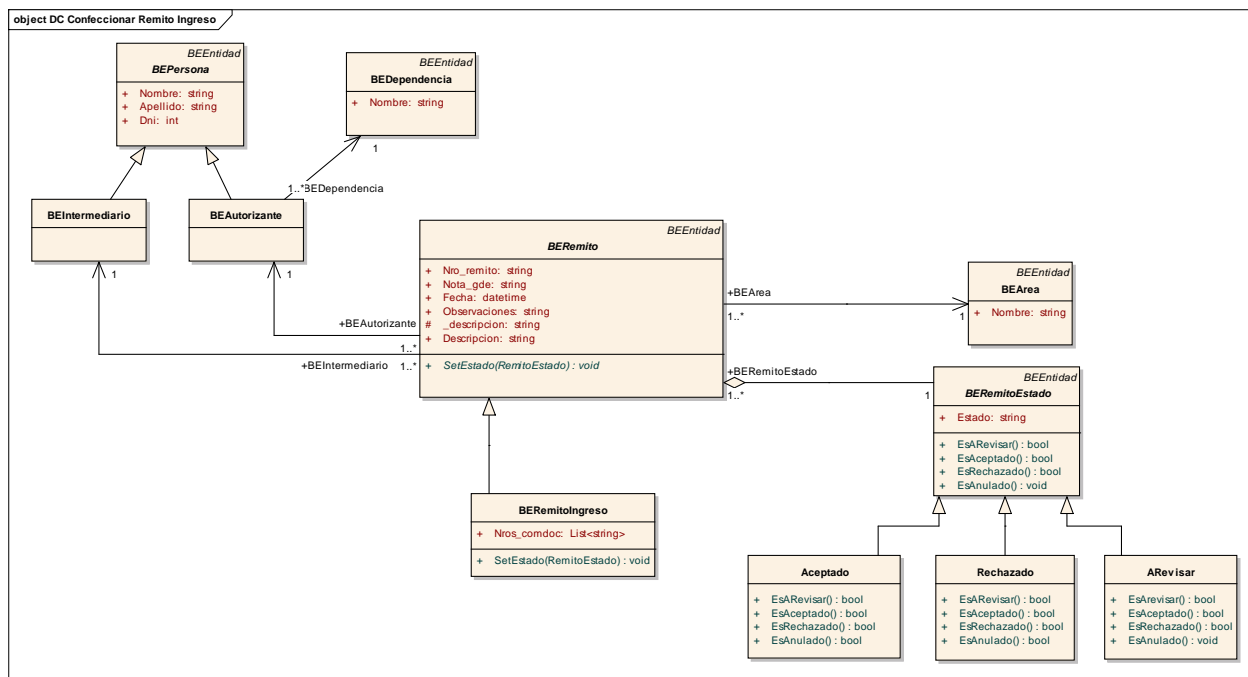 object DC Confeccionar Remito Ingreso
BEEntidad
BEPersona
+ Nombre: string
+ Apellido: string
+ Dni: int
BEEntidad
BEDependencia
+ Nombre: string
1
1..*
BEDependencia
BEIntermediario
BEAutorizante
1
1
BEEntidad
BERemito
+ Nro_remito: string
+ Nota_gde: string
+ Fecha: datetime
+ Observaciones: string
# _descripcion: string
+ Descripcion: string
+ SetEstado(RemitoEstado) : void
+BEAutorizante
1..*
+BEIntermediario
1..*
+BEArea
1..*
1
BEEntidad
BEArea
+ Nombre: string
+BERemitoEstado
1..*
1
BEEntidad
BERemitoEstado
+ Estado: string
+ EsARevisar() : bool
+ EsAceptado() : bool
+ EsRechazado() : bool
+ EsAnulado() : void
BERemitoIngreso
+ Nros_comdoc: List<string>
+ SetEstado(RemitoEstado) : void
Aceptado
+ EsARevisar() : bool
+ EsAceptado() : bool
+ EsRechazado() : bool
+ EsAnulado() : bool
Rechazado
+ EsARevisar() : bool
+ EsAceptado() : bool
+ EsRechazado() : bool
+ EsAnulado() : bool
ARevisar
+ EsArevisar() : bool
+ EsAceptado() : bool
+ EsRechazado() : bool
+ EsAnulado() : void